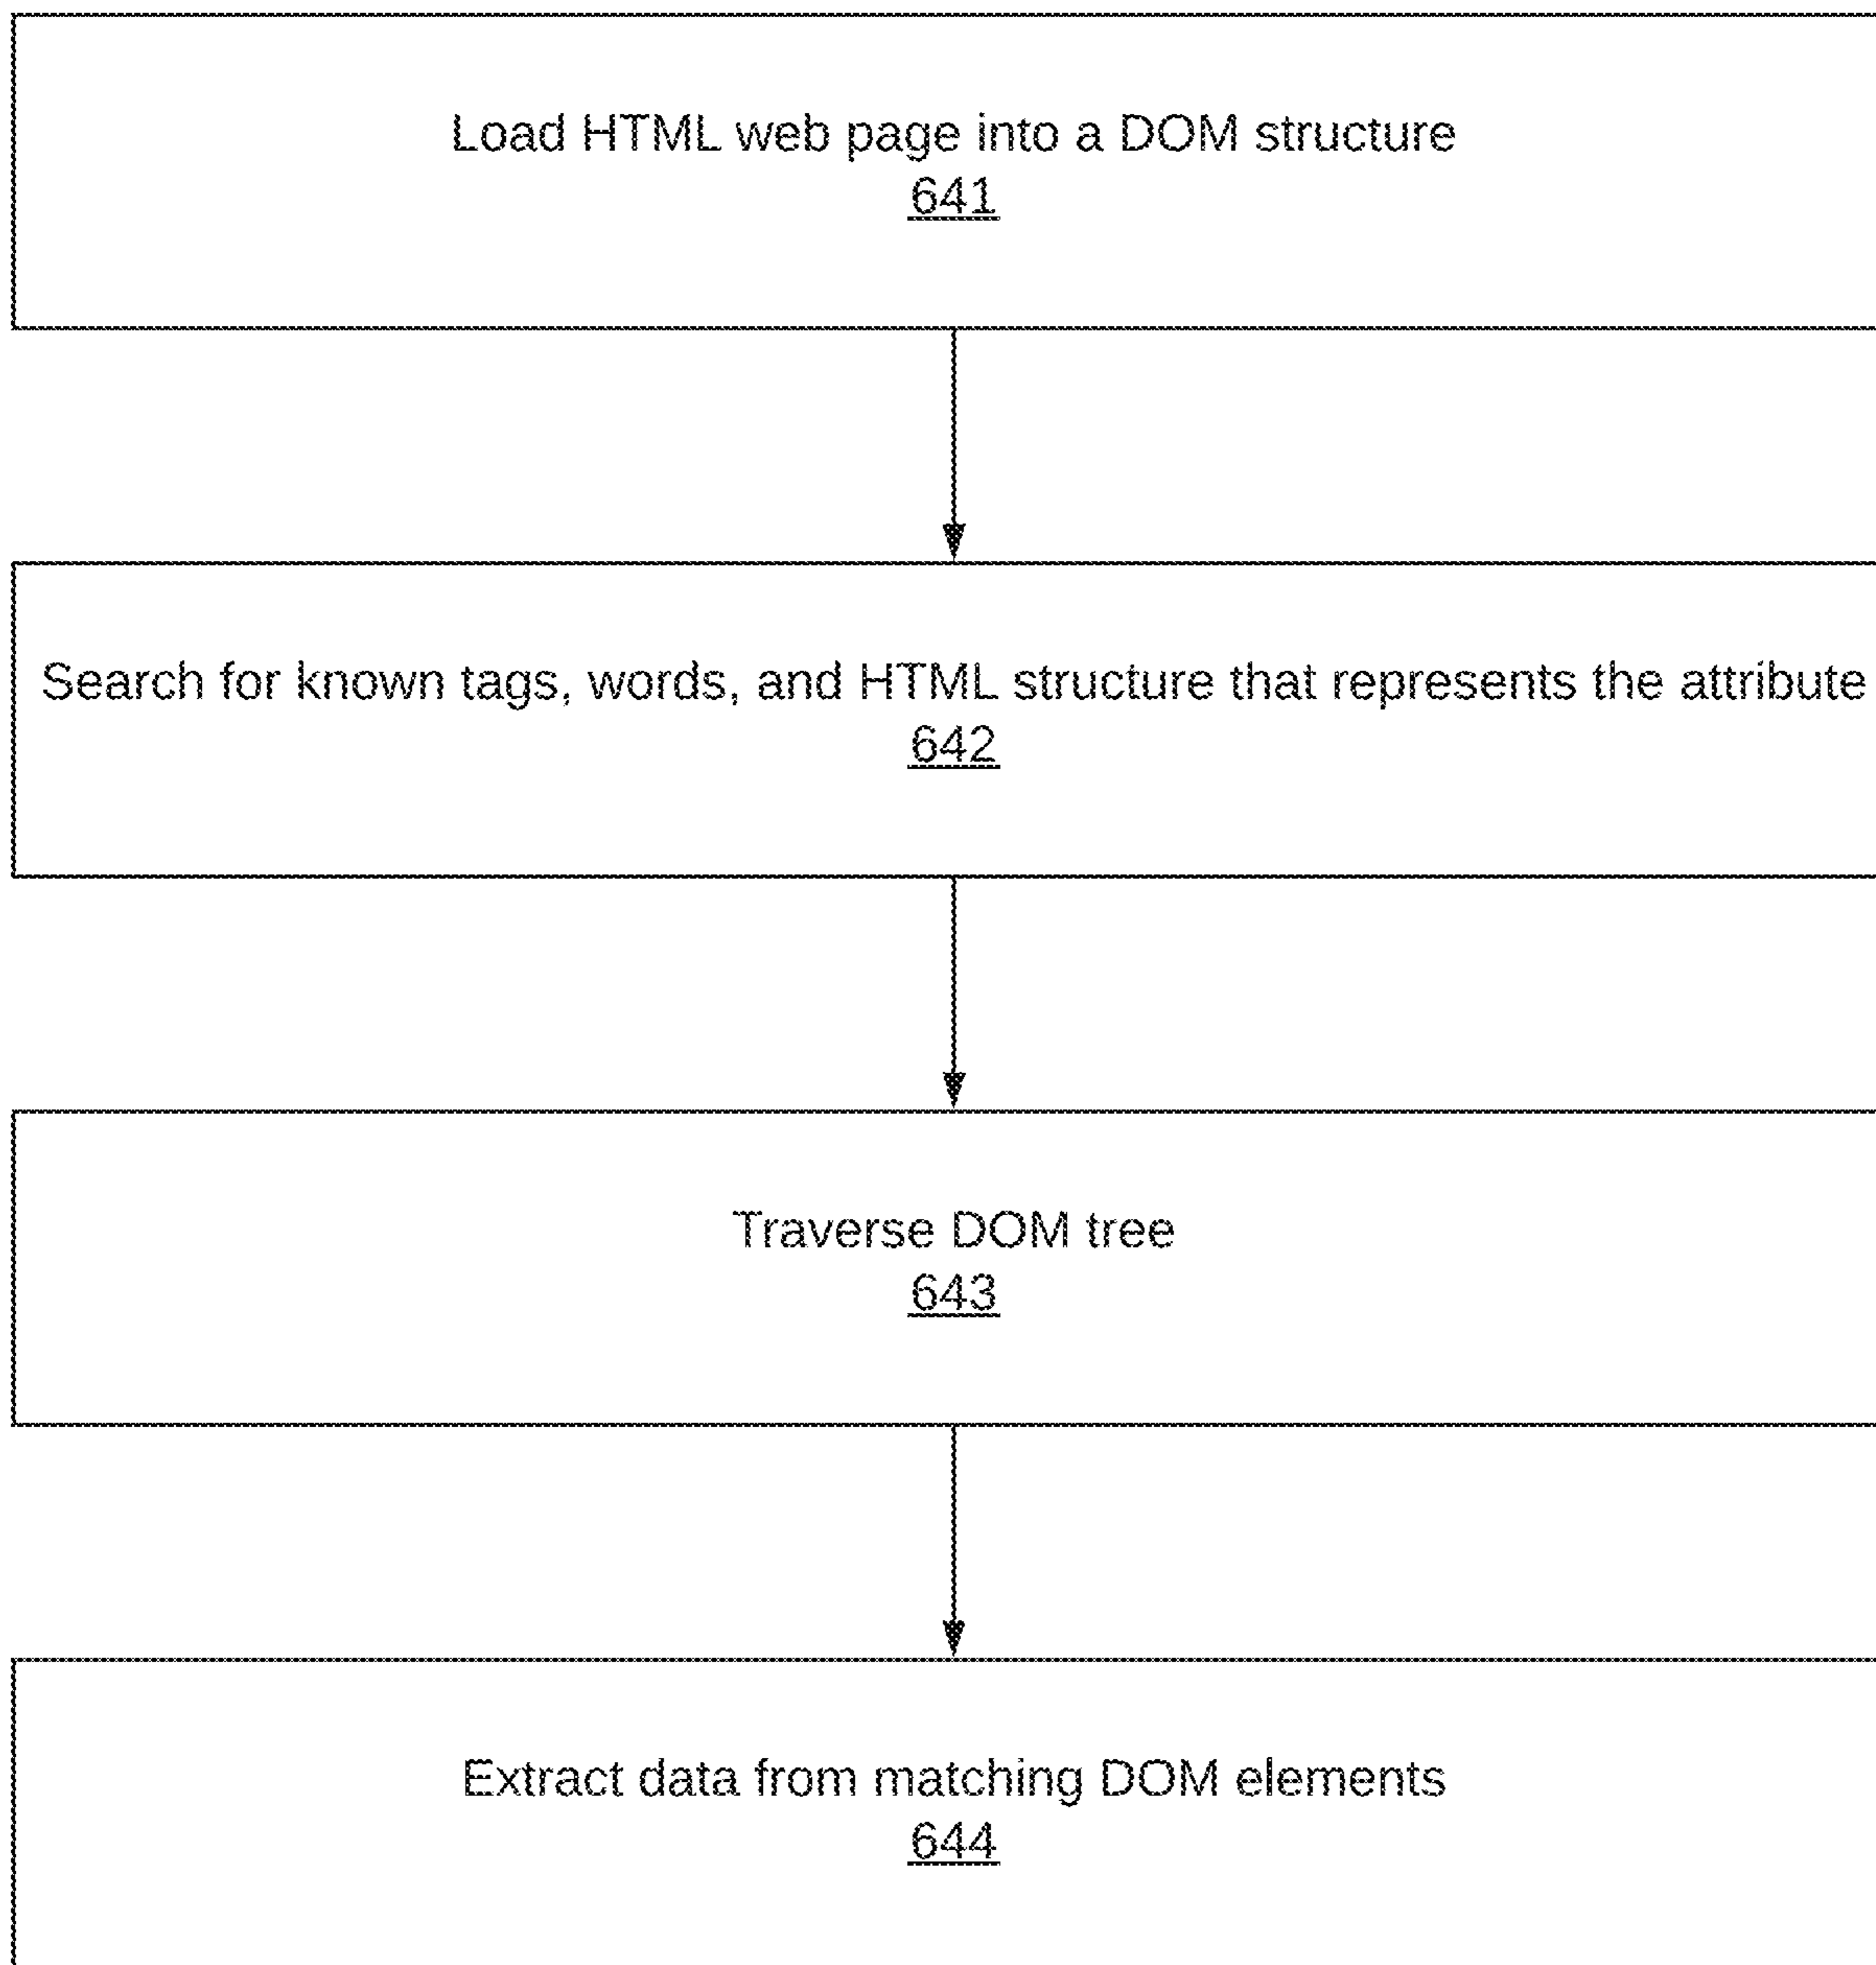 Load HTML web page into a DOM structure
641
Search for known tags, words, and HTML structure that represents the attribute
642
Traverse DOM tree
643
Extract data from matching DOM elements
644